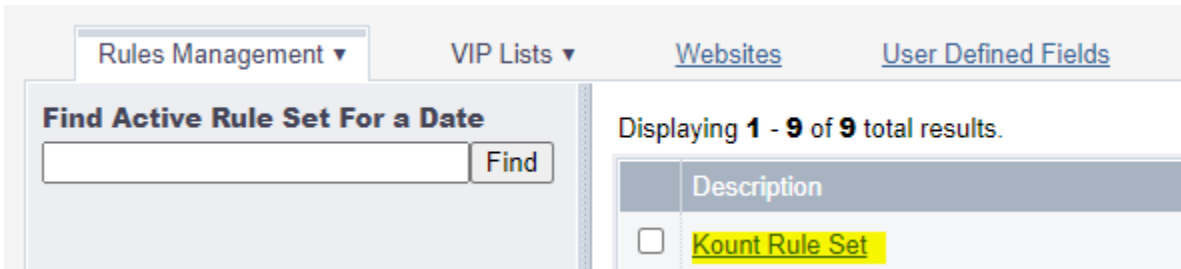 Rules Management ▾ VIP Lists ▾ Websites User Defined Fields
Find Active Rule Set For a Date
Find
Displaying 1 - 9 of 9 total results.
Description
Kount Rule Set